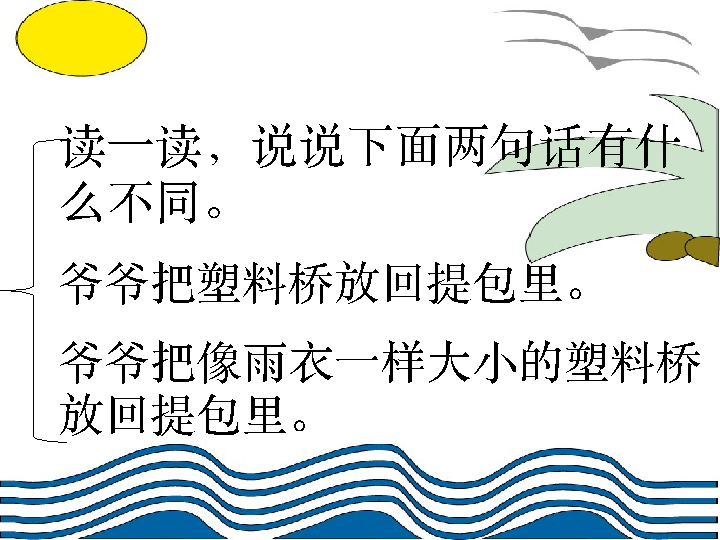 读一读，说说下面两句话有什
么不同。
爷爷把塑料桥放回提包里。
爷爷把像雨衣一样大小的塑料桥
放回提包里。